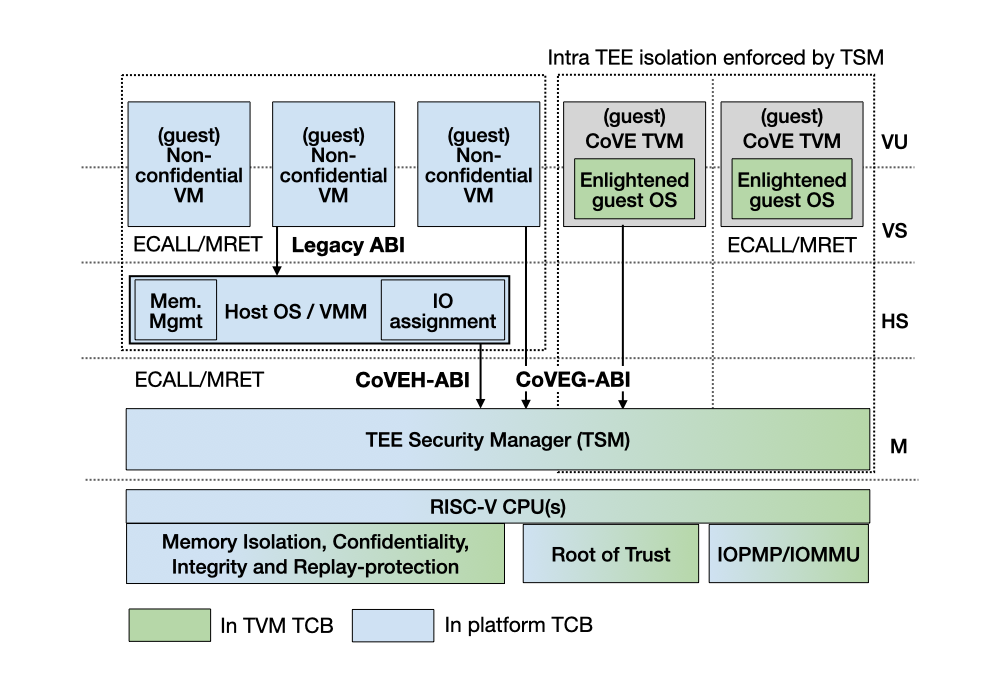 Intra TEE isolation enforced by TSM
(guest)
Non-
confidential
VM
(guest)
Non-
confidential
VM
(guest)
Non-
confidential
VM
(guest)
CoVE TVM
Enlightened
guest OS
(guest)
CoVE TVM
Enlightened
guest OS
VU
VS
ECALL/MRET
Legacy ABI
ECALL/MRET
Mem.
Mgmt
Host OS / VMM
IO
assignment
HS
ECALL/MRET
CoVEH-ABI
CoVEG-ABI
TEE Security Manager (TSM)
M
RISC-V CPU(s)
Memory Isolation, Confidentiality,
Integrity and Replay-protection
Root of Trust
IOPMP/IOMMU
In TVM TCB
In platform TCB